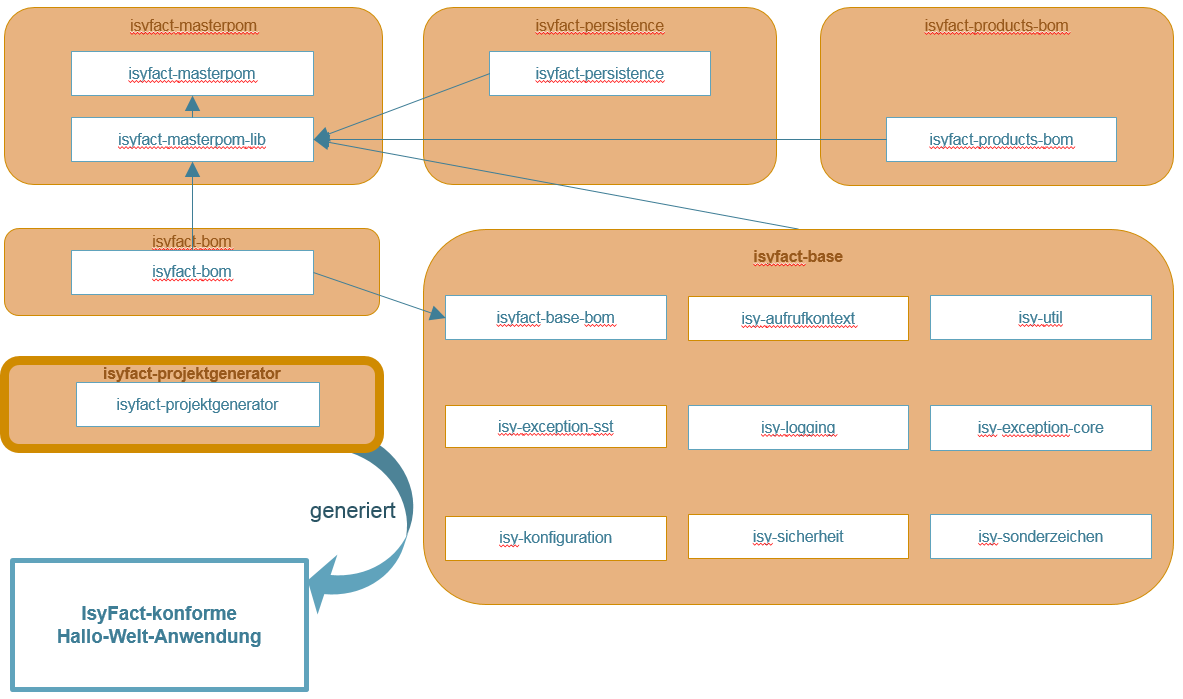 isyfact-masterpom
isyfact-masterpom
isyfact-masterpom-lib
isyfact-persistence
isyfact-persistence
isyfact-products-bom
isyfact-products-bom
isyfact-bom
isyfact-bom
isyfact-base
isyfact-base-bom
isy-aufrufkontext
isy-util
isy-exception-sst
isy-logging
isy-exception-core
isy-konfiguration
isy-sicherheit
isy-sonderzeichen
isyfact-projektgenerator
isyfact-projektgenerator
generiert
IsyFact-konforme
Hallo-Welt-Anwendung